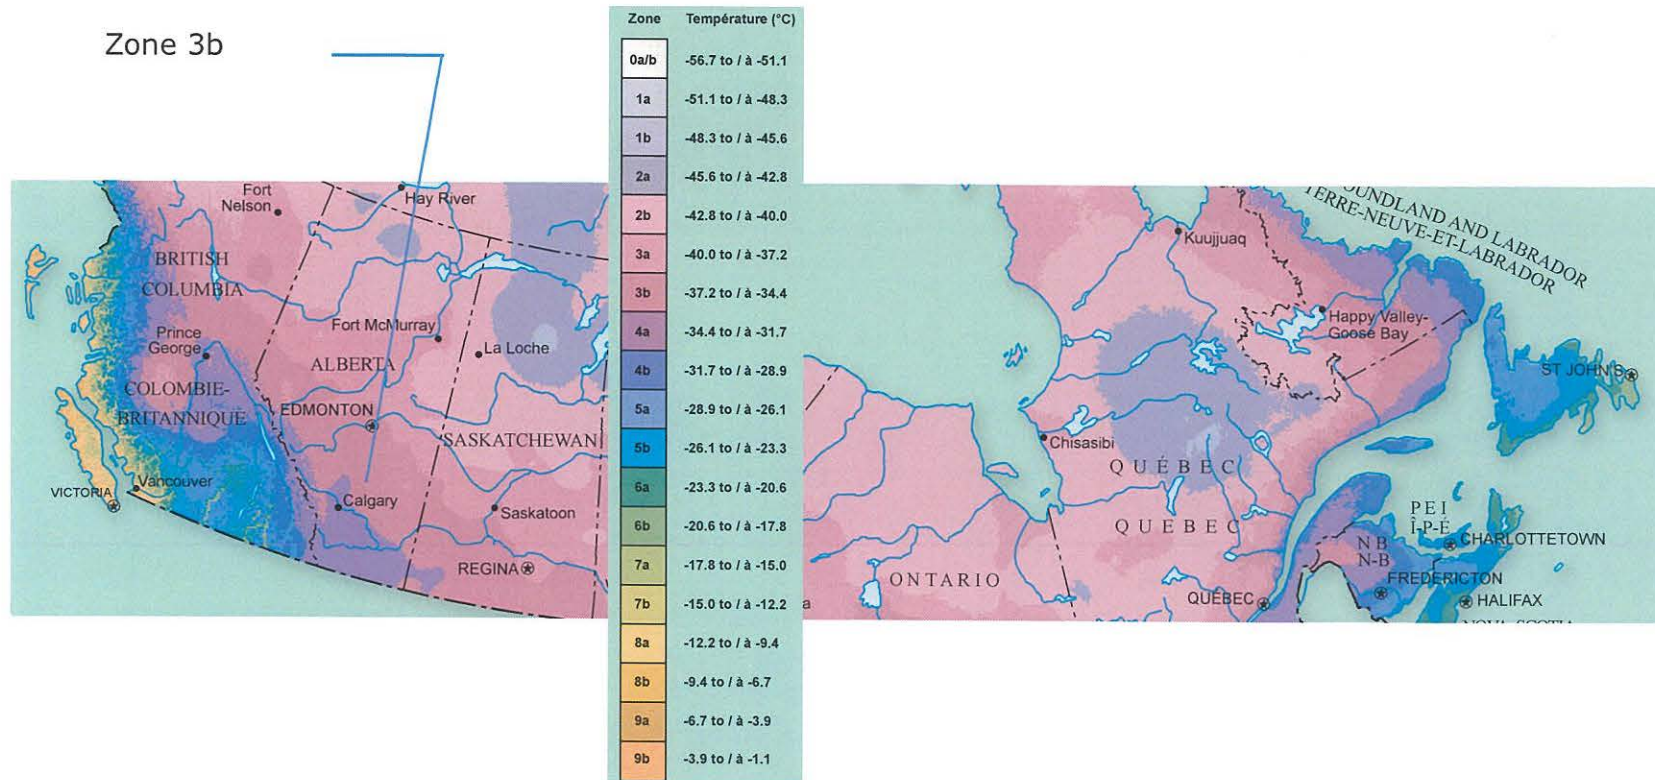 Zone 3b
Zone Température (°C)
0a/b -56.7 to / à -51.1
1a -51.1 to / à -48.3
1b -48.3 to / à -45.6
2a -45.6 to / à -42.8
2b -42.8 to / à -40.0
3a -40.0 to / à -37.2
3b -37.2 to / à -34.4
4a -34.4 to / à -31.7
4b -31.7 to / à -28.9
5a -28.9 to / à -26.1
5b -26.1 to / à -23.3
6a -23.3 to / à -20.6
6b -20.6 to / à -17.8
7a -17.8 to / à -15.0
7b -15.0 to / à -12.2
8a -12.2 to / à -9.4
8b -9.4 to / à -6.7
9a -6.7 to / à -3.9
9b -3.9 to / à -1.1
Fort
Nelson
Hay River
BRITISH
COLUMBIA
Prince
George
Fort McMurray
La Loche
ALBERTA
COLOMBIE-
BRITANNIQUE
EDMONTON
SASKATCHEWAN
VICTORIA
Vancouver
Calgary
Saskatoon
REGINA
OUNDLAND AND LABRADOR
TERRE-NEUVE-ET-LABRADOR
Kuujjuaq
Happy Valley-
Goose Bay
ST JOHN'S
Chisasibi
QUÉBEC
QUEBEC
PEI
Î-P-É
CHARLOTTETOWN
N B
N-B
FREDERICTON
ONTARIO
QUÉBEC
HALIFAX
NOVA SCOTIA
a